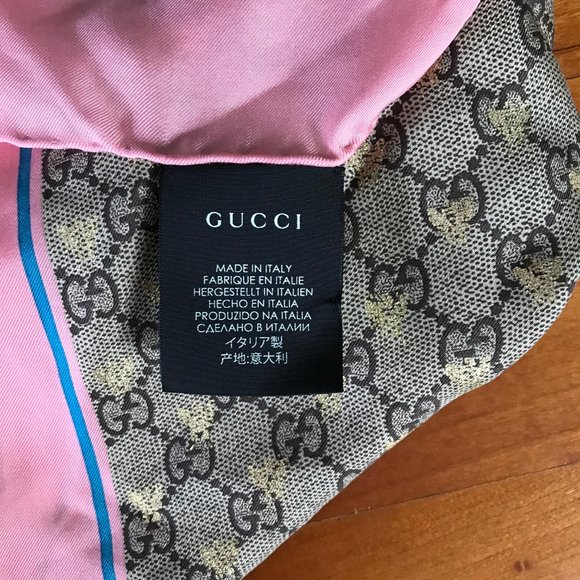 GUCCI
MADE IN ITALY
FABRIQUÉ EN ITALIE
HERGESTELLT IN ITALIEN
HECHO EN ITALIA
PRODUZIDO NA ITALIA
СДЕЛАНО В ИТАЛИИ
イタリア製
产地:意大利